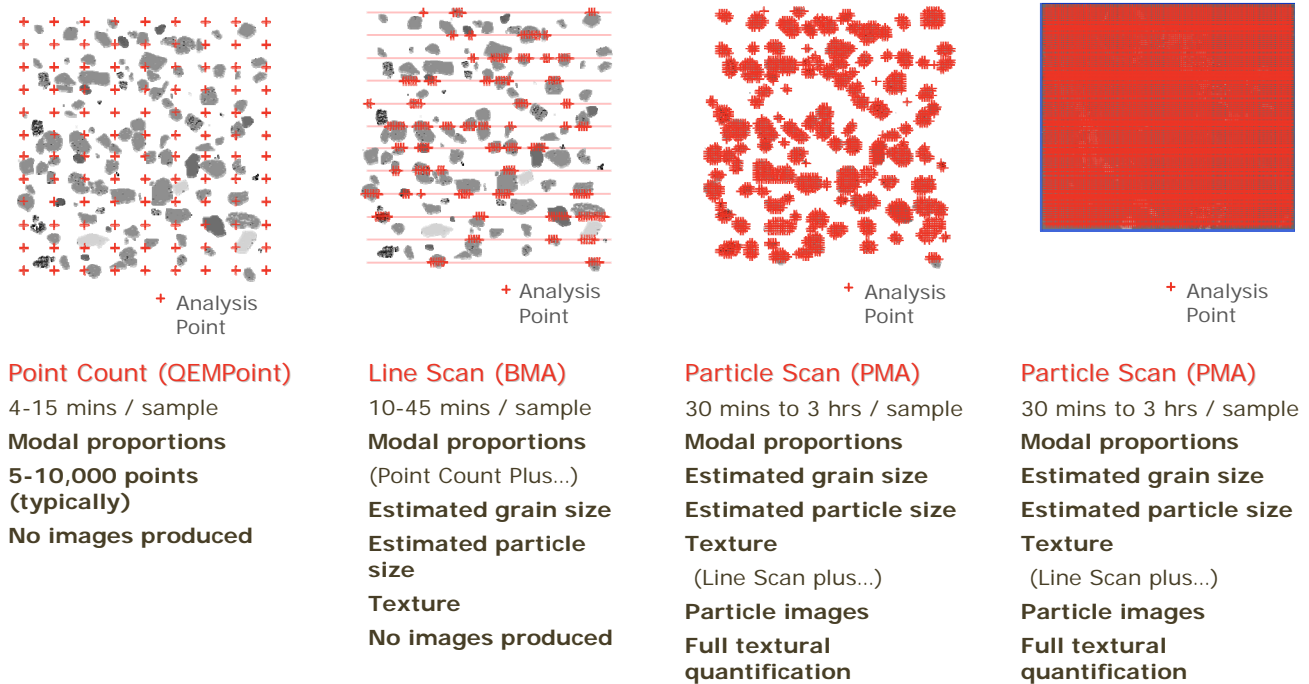 + Analysis
Point
+ Analysis
Point
+ Analysis
Point
+ Analysis
Point
Point Count (QEMPoint)
4-15 mins / sample
Modal proportions
5-10,000 points
(typically)
No images produced
Line Scan (BMA)
10-45 mins / sample
Modal proportions
(Point Count Plus...)
Estimated grain size
Estimated particle
size
Texture
No images produced
Particle Scan (PMA)
30 mins to 3 hrs / sample
Modal proportions
Estimated grain size
Estimated particle size
Texture
(Line Scan plus...)
Particle images
Full textural
quantification
Particle Scan (PMA)
30 mins to 3 hrs / sample
Modal proportions
Estimated grain size
Estimated particle size
Texture
(Line Scan plus...)
Particle images
Full textural
quantification